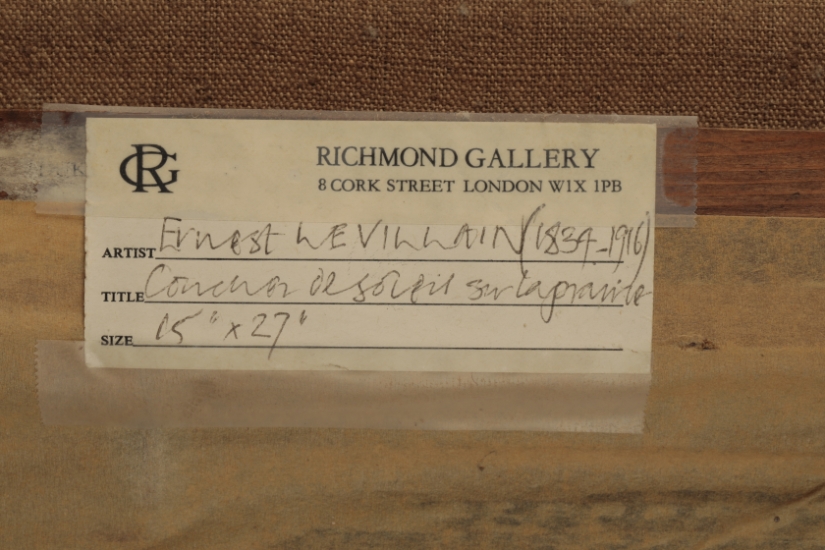 RG
RICHMOND GALLERY
8 CORK STREET LONDON W1X 1PB
ARTIST Ernest LEVILLAIN (1834-1916)
TITLE Coucher de soleil sur la prairie
SIZE 15" x 27"